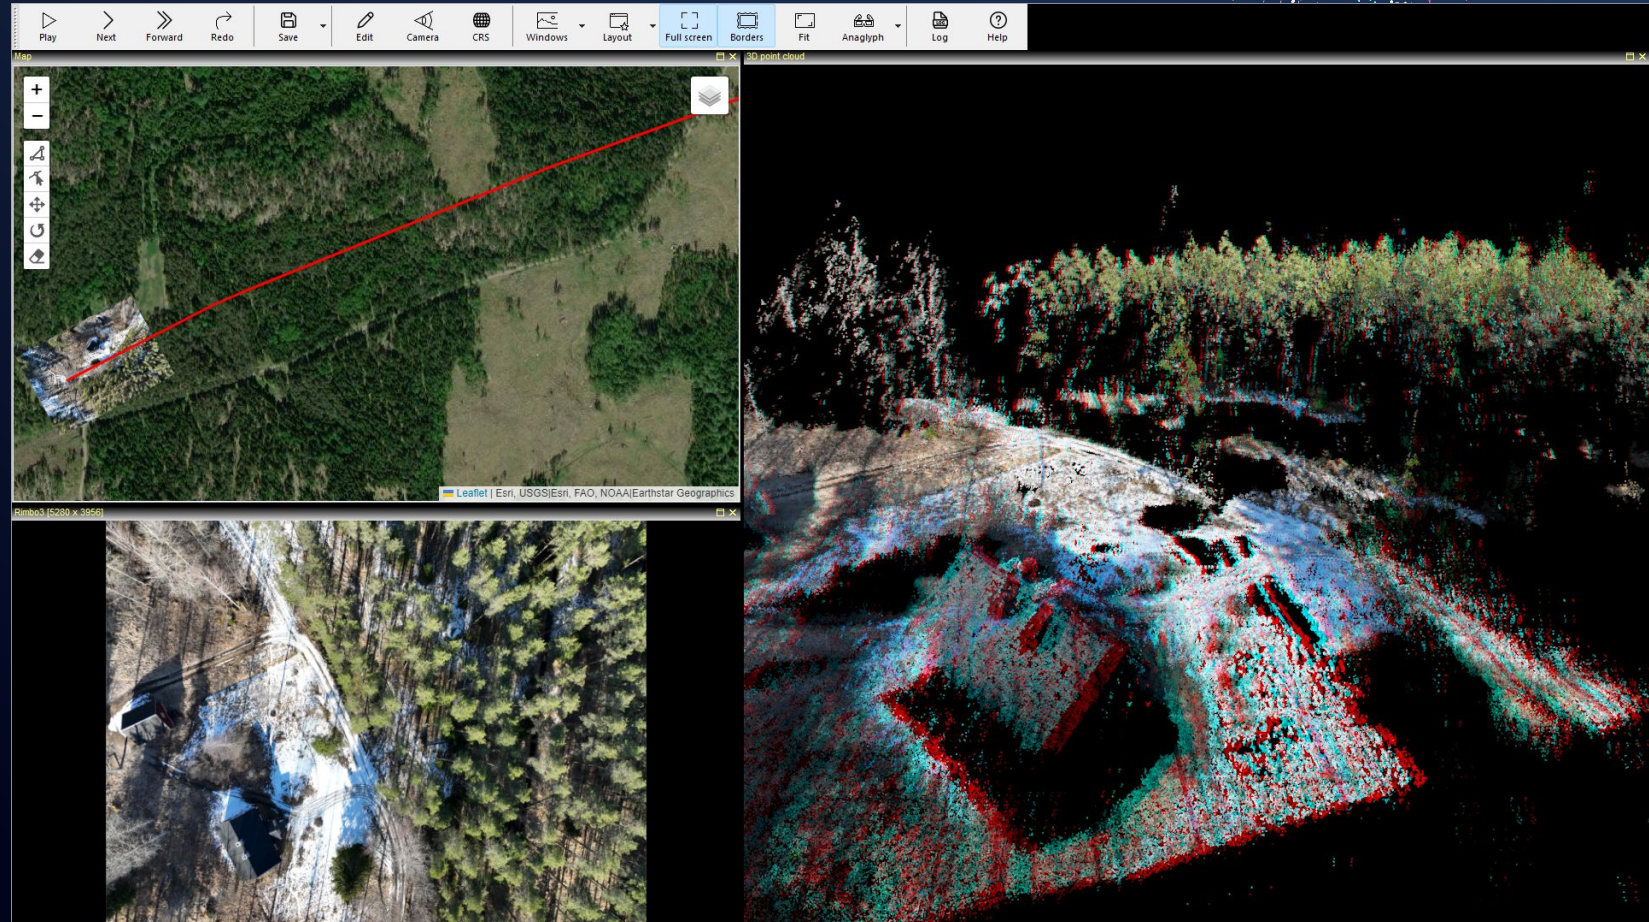 Play Next Forward Redo Save Edit Camera CRS Windows Layout Full screen Borders Fit Anaglyph Log Help
Map
3D point cloud
+
−
Leaflet | Esri, USGS|Esri, FAO, NOAA|Earthstar Geographics
Rimbo3 [5280 x 3956]